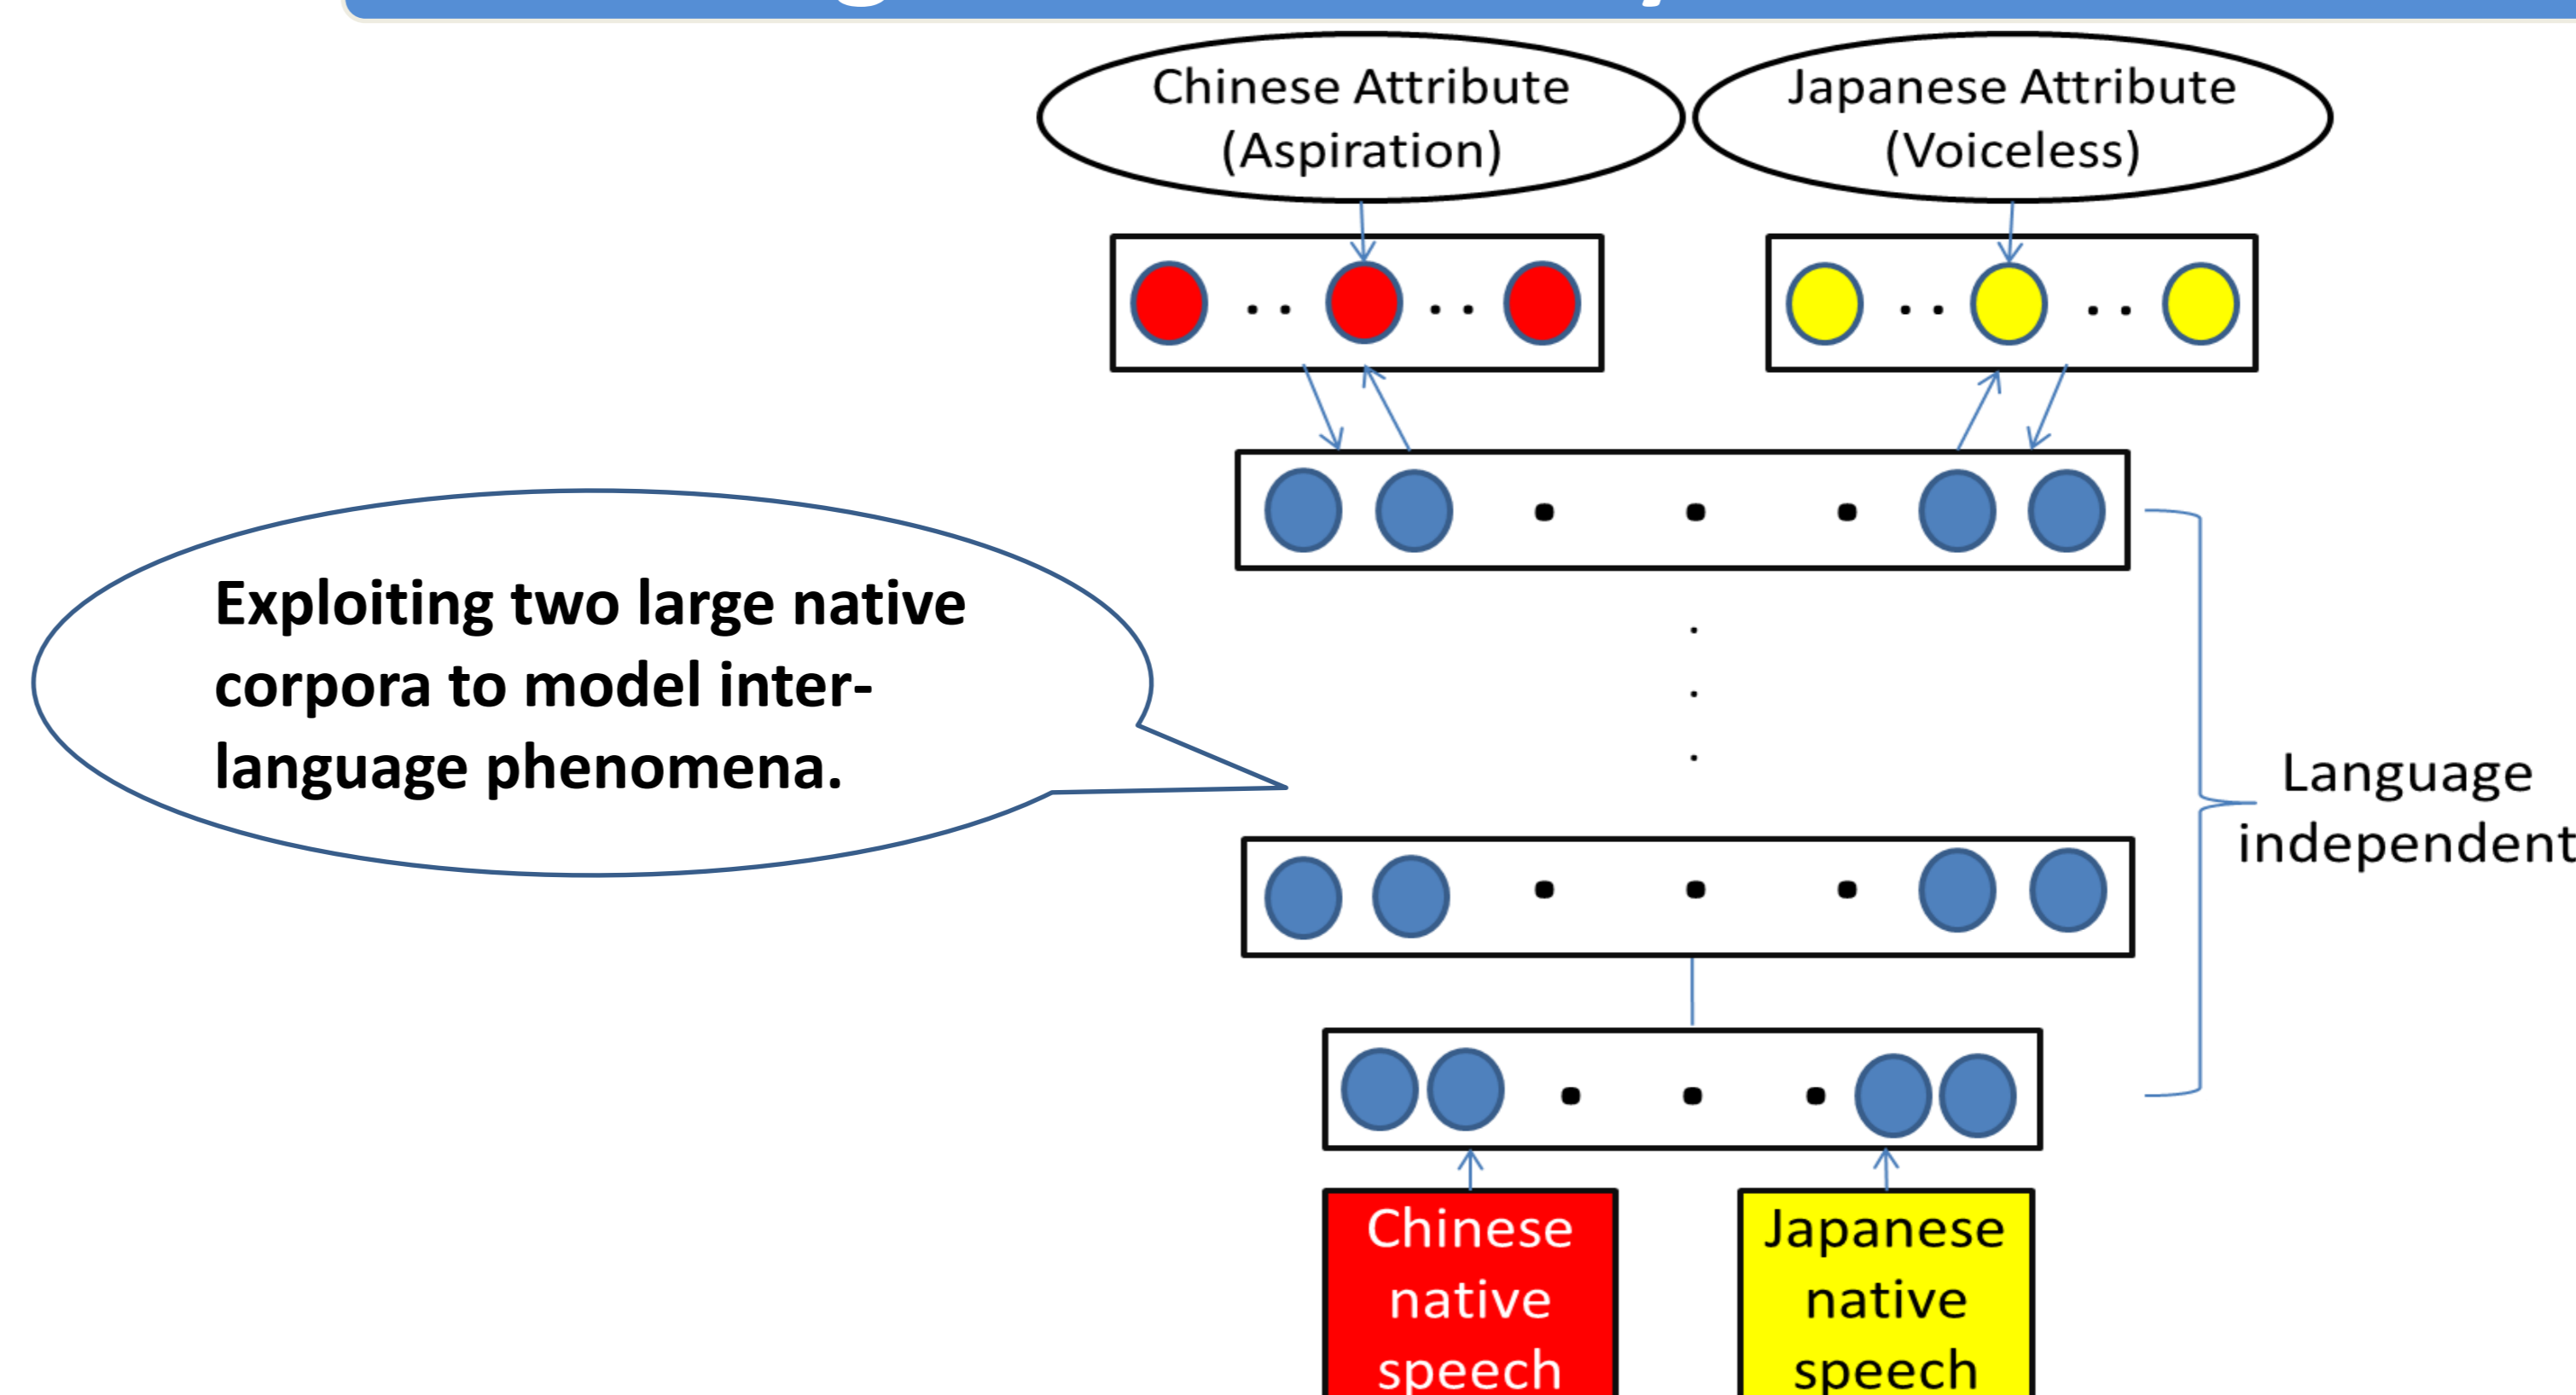 Chinese Attribute
(Aspiration)
Japanese Attribute
(Voiceless)
Exploiting two large native
corpora to model inter-
language phenomena.
Language
independent
Chinese
native
speech
Japanese
native
speech